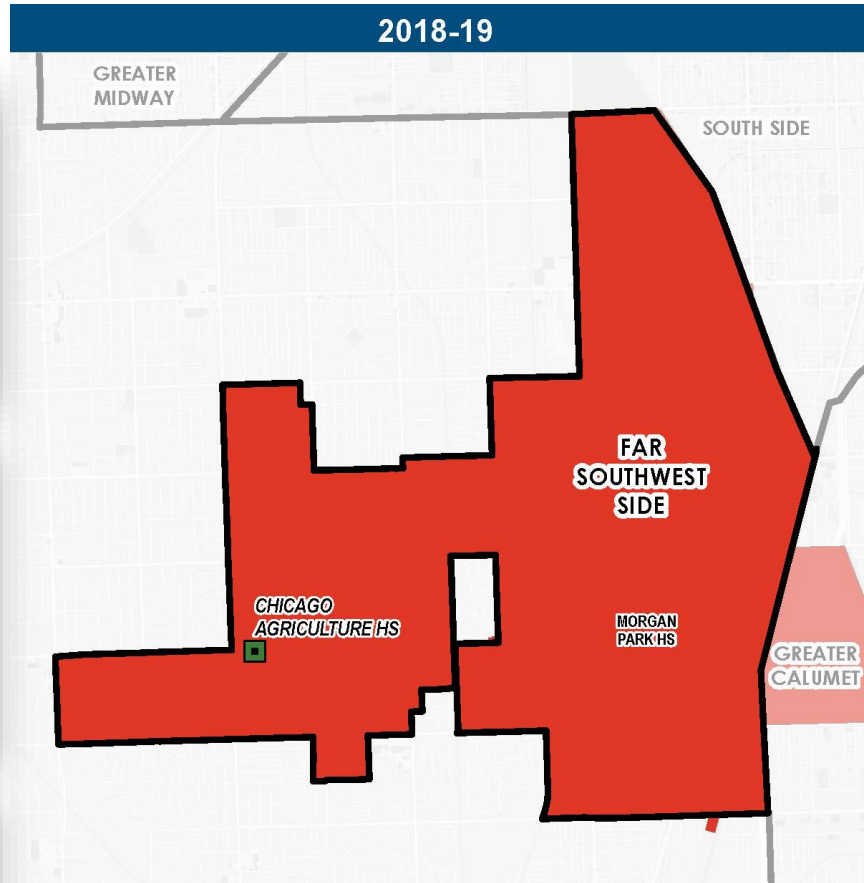 2018-19
GREATER
MIDWAY
SOUTH SIDE
FAR
SOUTHWEST
SIDE
CHICAGO
AGRICULTURE HS
MORGAN
PARK HS
GREATER
CALUMET